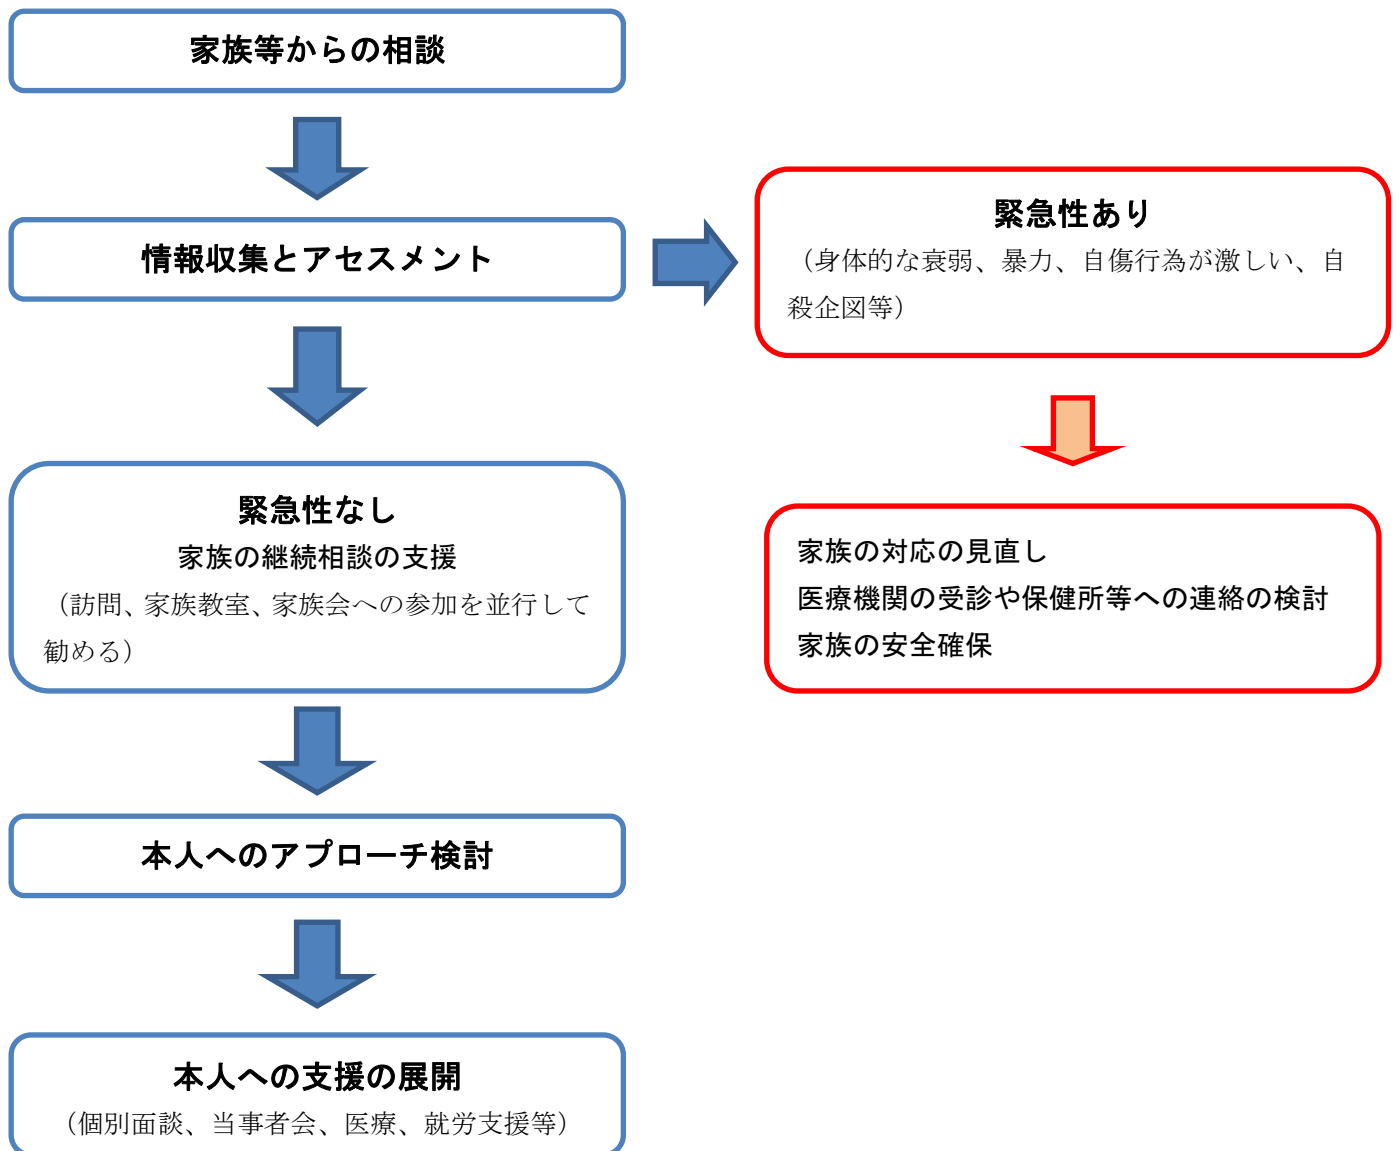 家族等からの相談
情報収集とアセスメント
緊急性あり
（身体的な衰弱、暴力、自傷行為が激しい、自
殺企図等）
緊急性なし
家族の継続相談の支援
（訪問、家族教室、家族会への参加を並行して
勧める）
家族の対応の見直し
医療機関の受診や保健所等への連絡の検討
家族の安全確保
本人へのアプローチ検討
本人への支援の展開
（個別面談、当事者会、医療、就労支援等）